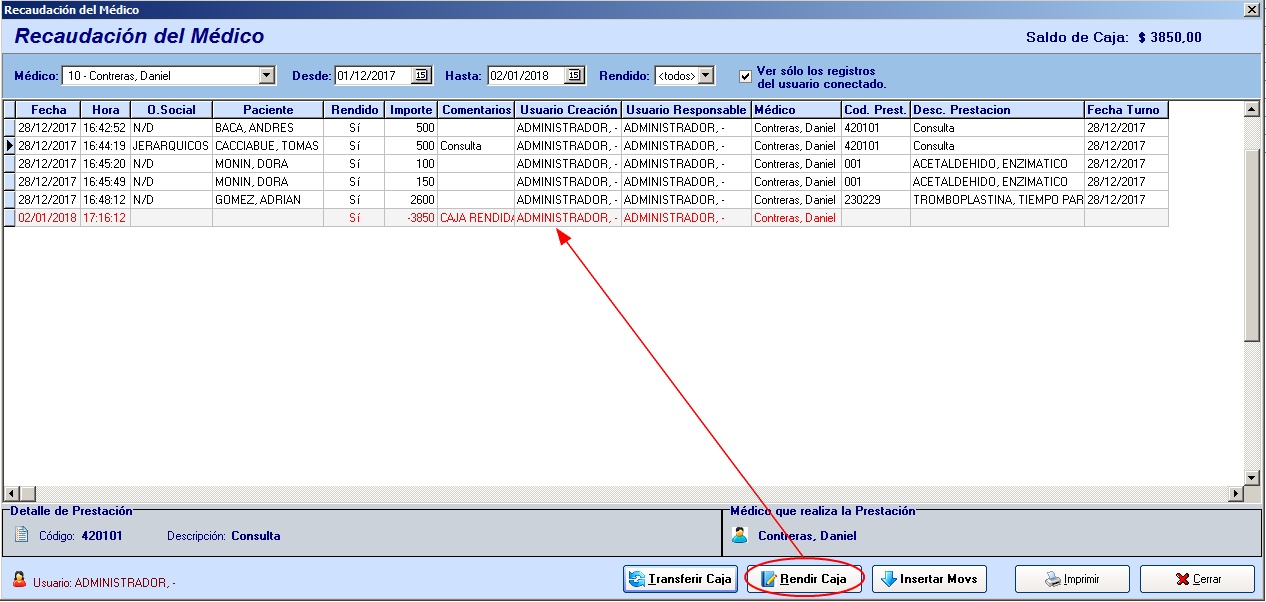 Recaudación del Médico
Recaudación del Médico
Saldo de Caja: $ 3850,00
Médico: 10 - Contreras, Daniel Desde: 01/12/2017 15 Hasta: 02/01/2018 15 Rendido: <todos> Ver sólo los registros
del usuario conectado.
Fecha Hora O.Social Paciente Rendido Importe Comentarios Usuario Creación Usuario Responsable Médico Cod. Prest. Desc. Prestacion Fecha Turno
28/12/2017 16:42:52 N/D BACA, ANDRES Sí 500 ADMINISTRADOR, - ADMINISTRADOR, - Contreras, Daniel 420101 Consulta 28/12/2017
28/12/2017 16:44:19 JERARQUICOS CACCIABUE, TOMAS Sí 500 Consulta ADMINISTRADOR, - ADMINISTRADOR, - Contreras, Daniel 420101 Consulta 28/12/2017
28/12/2017 16:45:20 N/D MONIN, DORA Sí 100 ADMINISTRADOR, - ADMINISTRADOR, - Contreras, Daniel 001 ACETALDEHIDO, ENZIMATICO 28/12/2017
28/12/2017 16:45:49 N/D MONIN, DORA Sí 150 ADMINISTRADOR, - ADMINISTRADOR, - Contreras, Daniel 001 ACETALDEHIDO, ENZIMATICO 28/12/2017
28/12/2017 16:48:12 N/D GOMEZ, ADRIAN Sí 2600 ADMINISTRADOR, - ADMINISTRADOR, - Contreras, Daniel 230229 TROMBOPLASTINA, TIEMPO PAR 28/12/2017
02/01/2018 17:16:12 Sí -3850 CAJA RENDIDA ADMINISTRADOR, - ADMINISTRADOR, - Contreras, Daniel
Detalle de Prestación
Código: 420101 Descripción: Consulta
Médico que realiza la Prestación
Contreras, Daniel
Usuario: ADMINISTRADOR, -
Transferir Caja Rendir Caja Insertar Movs Imprimir Cerrar